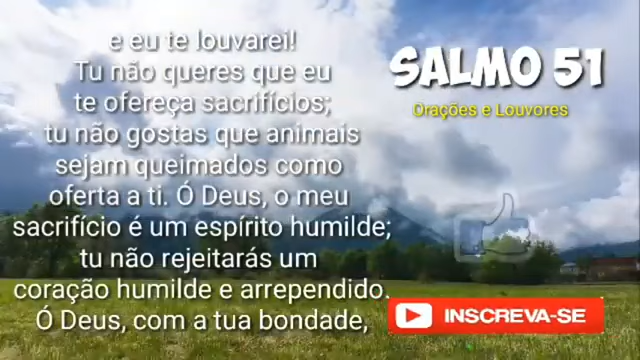 e eu te louvarei!
Tu não queres que eu
te ofereça sacrifícios;
tu não gostas que animais
sejam queimados como
oferta a ti. Ó Deus, o meu
sacrifício é um espírito humilde;
tu não rejeitarás um
coração humilde e arrependido.
Ó Deus, com a tua bondade,
SALMO 51
Orações e Louvores
INSCREVA-SE